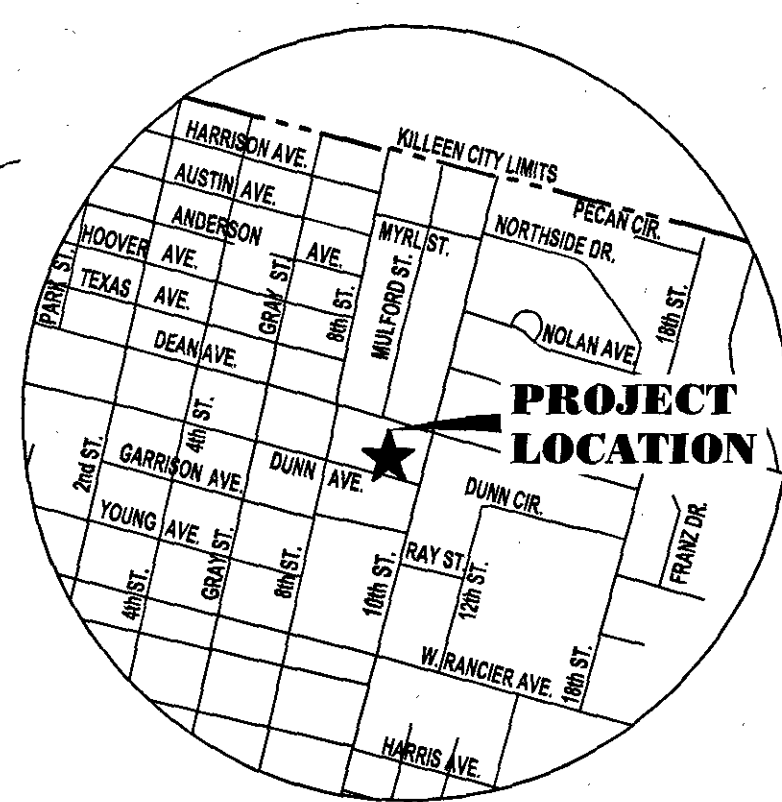 KILLEEN CITY LIMITS
HARRISON AVE.
AUSTIN AVE.
ANDERSON AVE.
HOOVER AVE.
TEXAS AVE.
PARK ST.
GRAY ST.
8th ST.
MYRL ST.
MULFORD ST.
PECAN CIR.
NORTHSIDE DR.
18th ST.
NOLAN AVE.
DEAN AVE.
PROJECT
LOCATION
4th ST.
2nd ST.
GARRISON AVE.
DUNN AVE.
DUNN CIR.
YOUNG AVE.
FRANZ DR.
4th ST.
GRAY ST.
8th ST.
10th ST.
RAY ST.
12th ST.
W. RANCIER AVE.
18th ST.
HARRIS AVE.